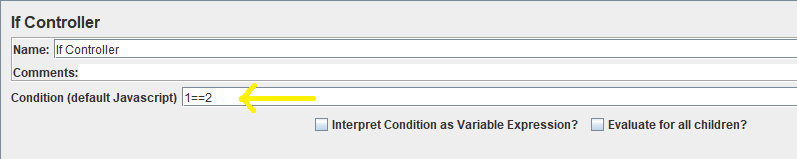 If Controller
Name: If Controller
Comments:
Condition (default Javascript) 1==2
Interpret Condition as Variable Expression? Evaluate for all children?